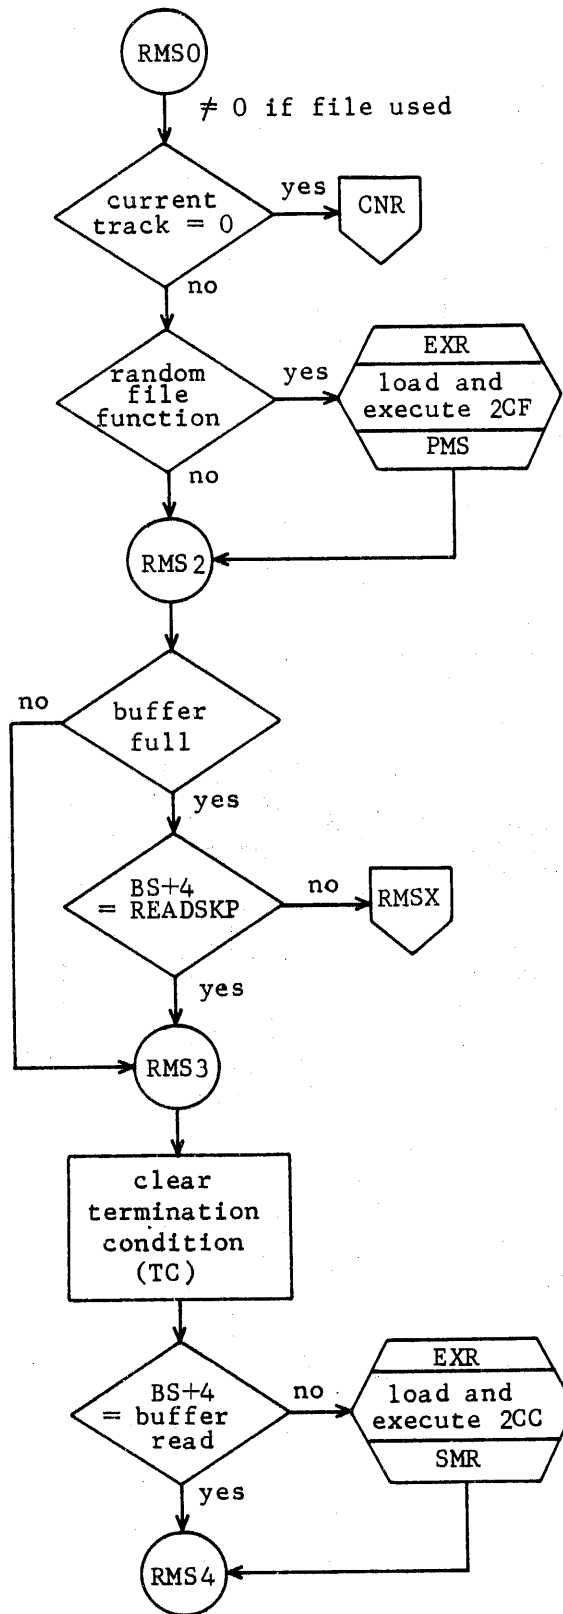 RMS0
≠ 0 if file used
current
track = 0
yes
CNR
no
random
file
function
yes
EXR
load and
execute 2CF
PMS
no
RMS2
no
buffer
full
yes
BS+4
= READSKP
no
RMSX
yes
RMS3
clear
termination
condition
(TC)
BS+4
= buffer
read
no
EXR
load and
execute 2CC
SMR
yes
RMS4